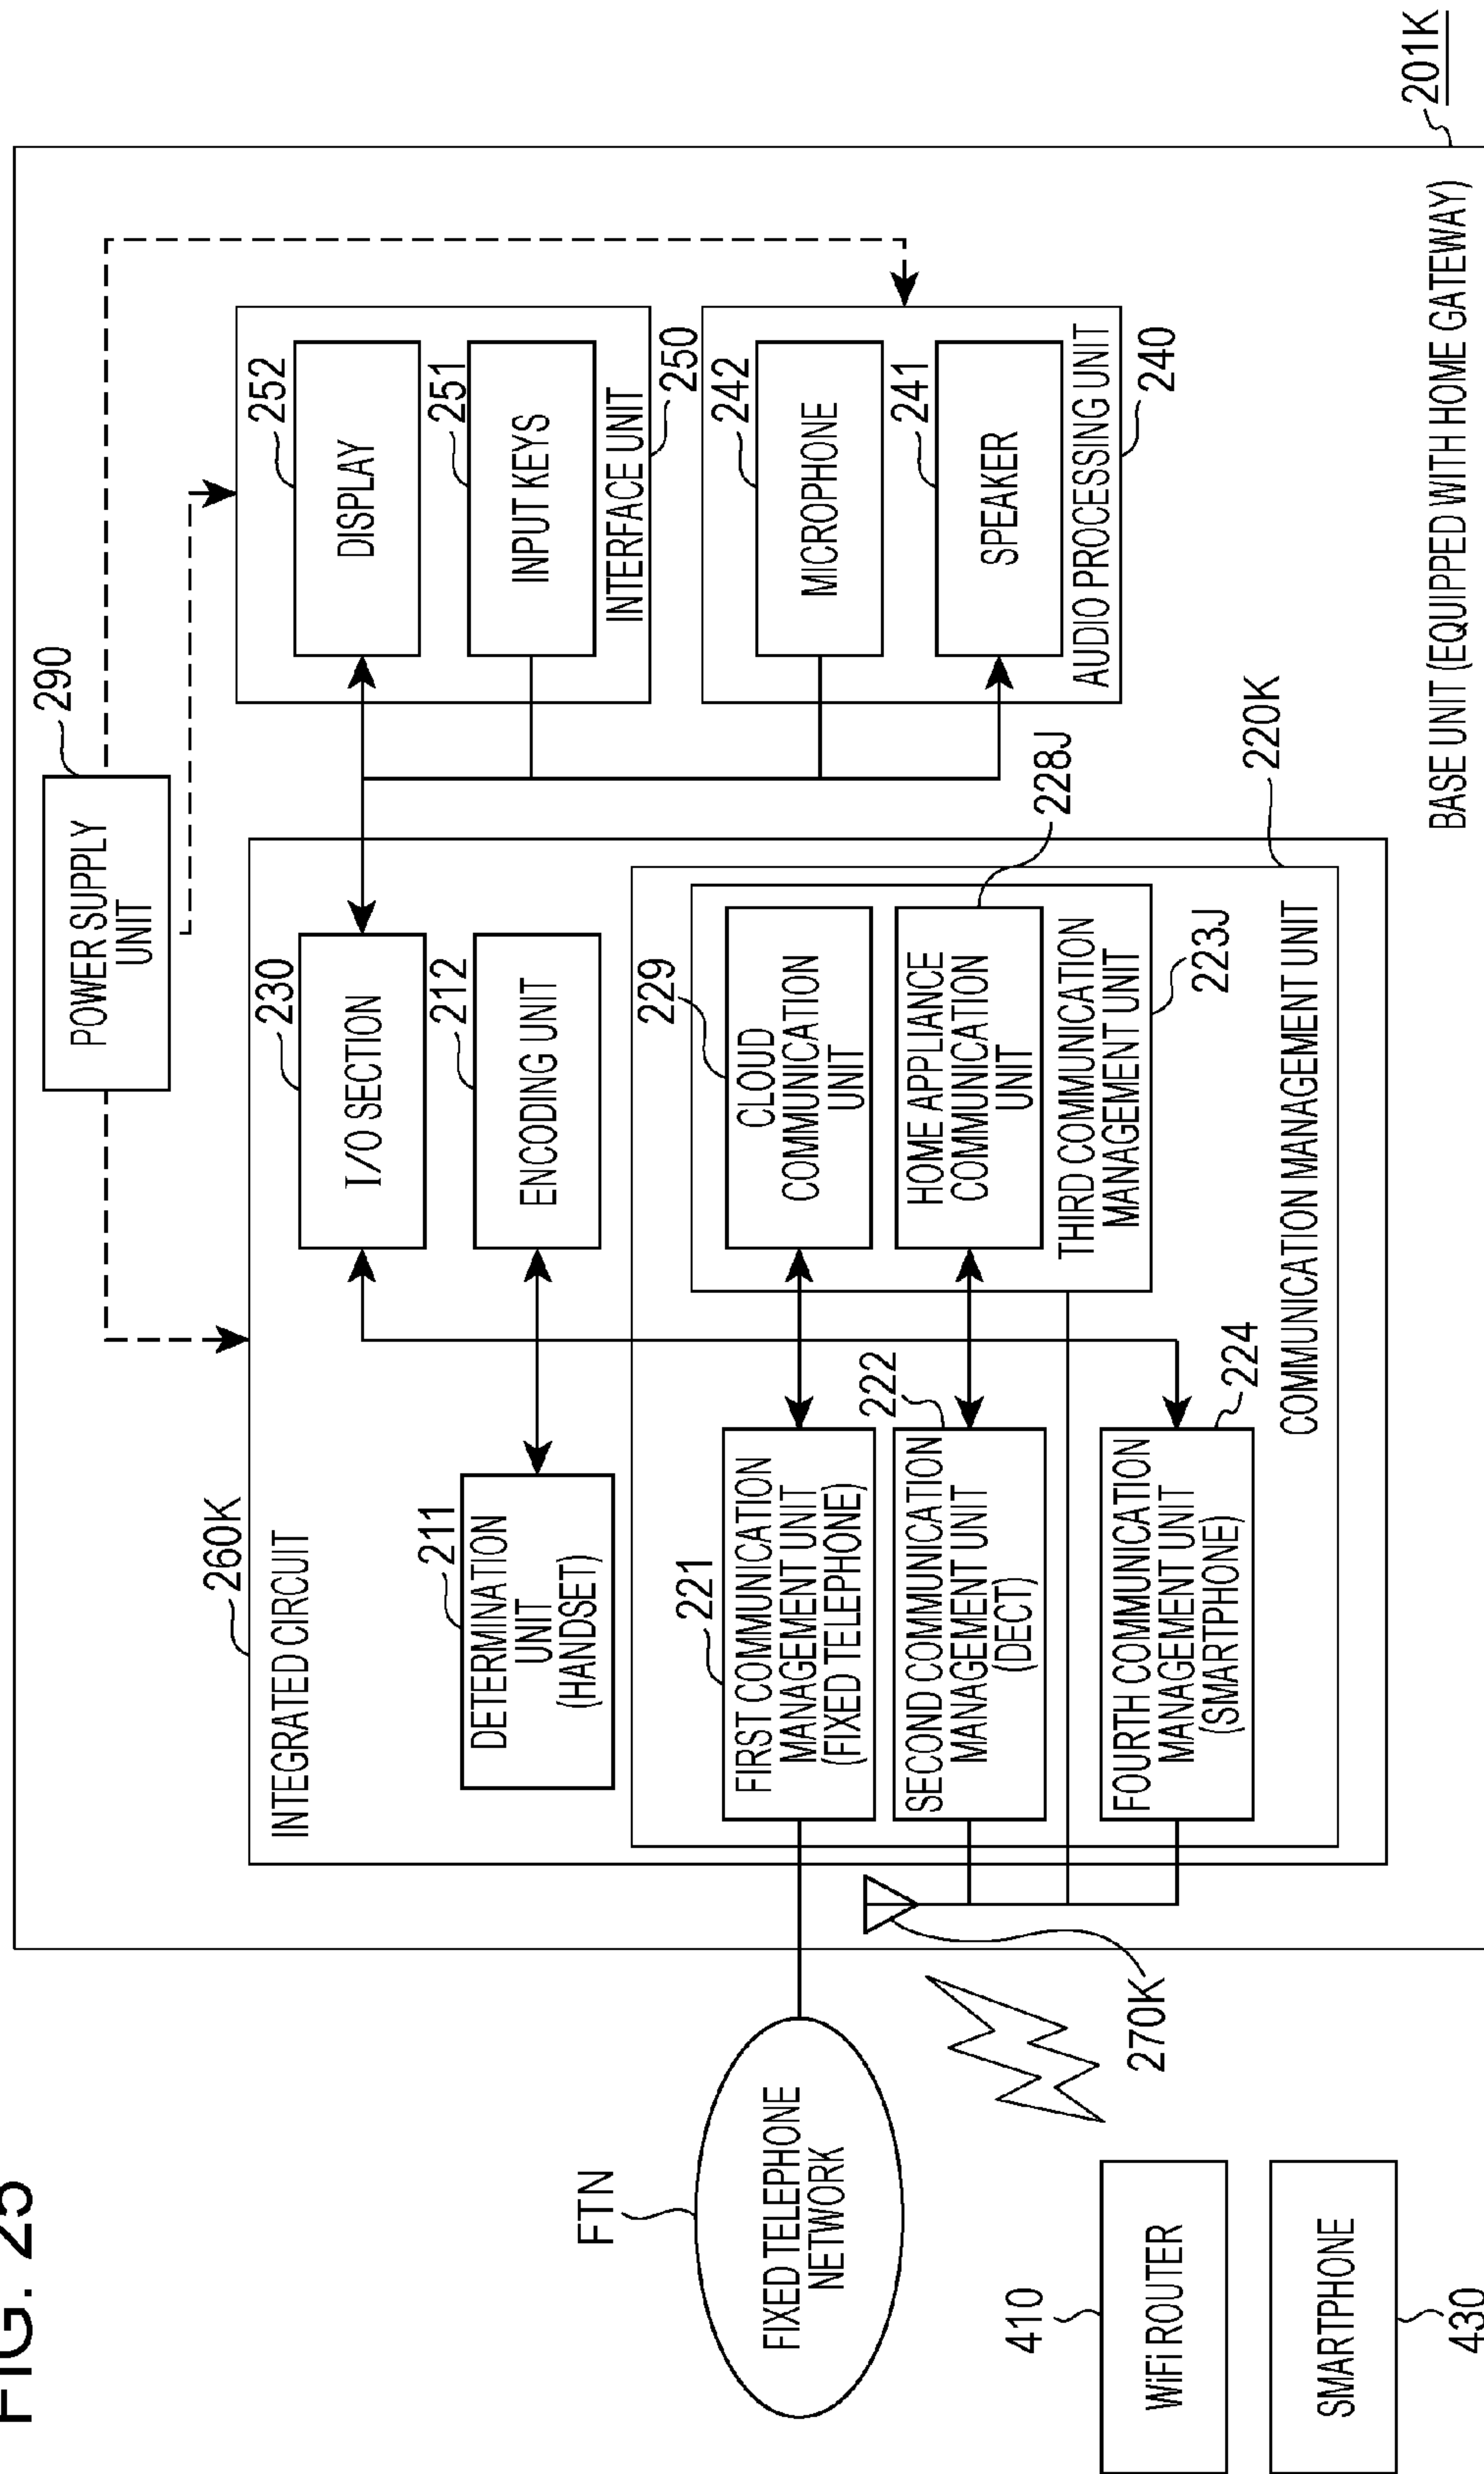 FIG. 25
201K
BASE UNIT (EQUIPPED WITH HOME GATEWAY)
290
POWER SUPPLY
UNIT
260K
INTEGRATED CIRCUIT
230
I/O SECTION
252
DISPLAY
251
INPUT KEYS
INTERFACE UNIT
250
211
DETERMINATION
UNIT
(HANDSET)
212
ENCODING UNIT
242
MICROPHONE
241
SPEAKER
AUDIO PROCESSING UNIT
240
FTN
FIXED TELEPHONE
NETWORK
221
FIRST COMMUNICATION
MANAGEMENT UNIT
(FIXED TELEPHONE)
229
CLOUD
COMMUNICATION
UNIT
222
SECOND COMMUNICATION
MANAGEMENT UNIT
(DECT)
228J
HOME APPLIANCE
COMMUNICATION
UNIT
THIRD COMMUNICATION
MANAGEMENT UNIT
223J
224
FOURTH COMMUNICATION
MANAGEMENT UNIT
(SMARTPHONE)
COMMUNICATION MANAGEMENT UNIT
220K
270K
410
WiFi ROUTER
SMARTPHONE
430